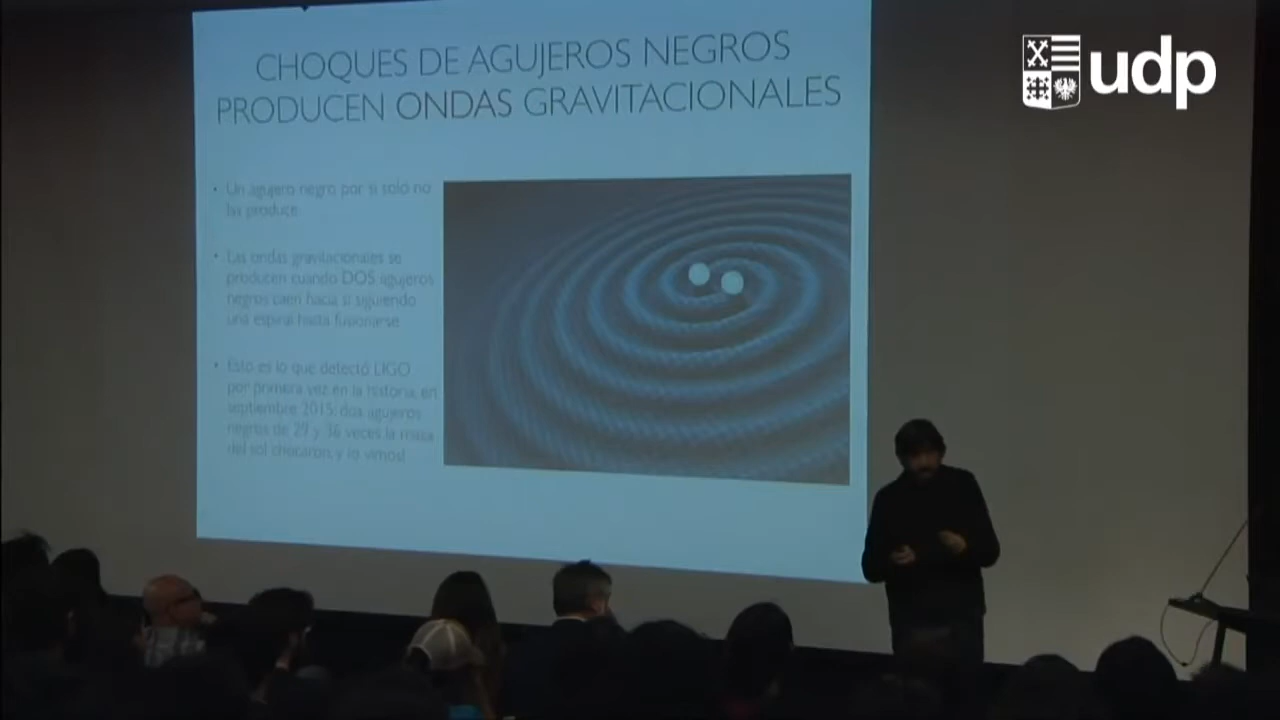 CHOQUES DE AGUJEROS NEGROS
PRODUCEN ONDAS GRAVITACIONALES
• Un agujero negro por si solo no
las produce
• Las ondas gravitacionales se
producen cuando DOS agujeros
negros caen hacia si siguiendo
una espiral hasta fusionarse
• Esto es lo que detectó LIGO
por primera vez en la historia, en
septiembre 2015: dos agujeros
negros de 29 y 36 veces la masa
del sol chocaron, y lo vimos!
udp